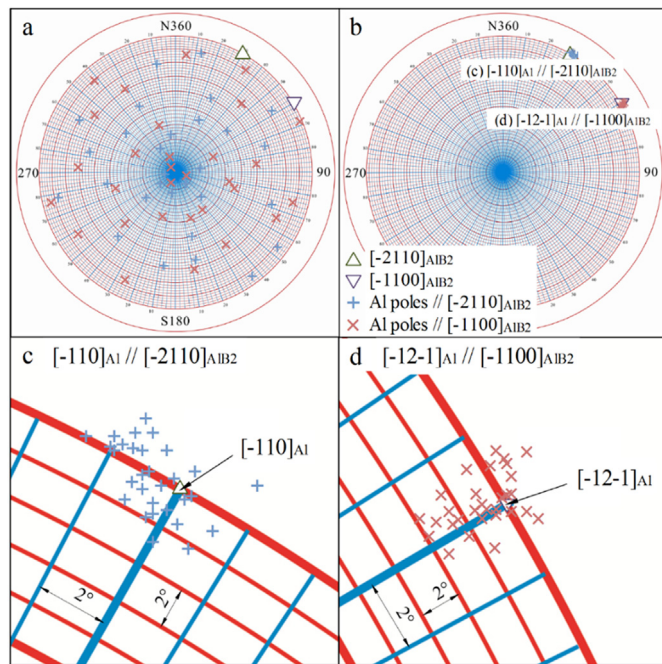 a
N360
270
90
S180
b
N360
(c) [-110]Al // [-2110]AlB2
(d) [-12-1]Al // [-1100]AlB2
270
90
[-2110]AlB2
[-1100]AlB2
Al poles // [-2110]AlB2
Al poles // [-1100]AlB2
c [-110]Al // [-2110]AlB2
[-110]Al
2°
2°
d [-12-1]Al // [-1100]AlB2
[-12-1]Al
2°
2°